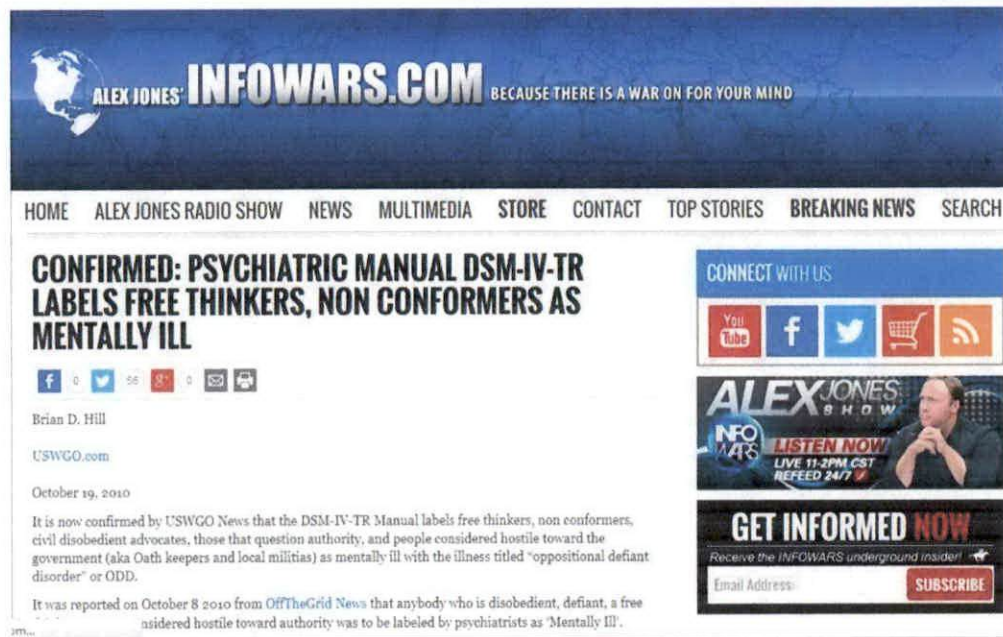 ALEX JONES' INFOWARS.COM BECAUSE THERE IS A WAR ON FOR YOUR MIND
HOME ALEX JONES RADIO SHOW NEWS MULTIMEDIA STORE CONTACT TOP STORIES BREAKING NEWS SEARCH
CONFIRMED: PSYCHIATRIC MANUAL DSM-IV-TR
LABELS FREE THINKERS, NON CONFORMERS AS
MENTALLY ILL
f 0 56 g+ 0
Brian D. Hill
USWGO.com
October 19, 2010
It is now confirmed by USWGO News that the DSM-IV-TR Manual labels free thinkers, non conformers,
civil disobedient advocates, those that question authority, and people considered hostile toward the
government (aka Oath keepers and local militias) as mentally ill with the illness titled "oppositional defiant
disorder" or ODD.
It was reported on October 8 2010 from OffTheGrid News that anybody who is disobedient, defiant, a free
nsidered hostile toward authority was to be labeled by psychiatrists as 'Mentally Ill'.
om...
CONNECT WITH US
You
Tube
f
ALEX JONES
SHOW
INFO
WARS
LISTEN NOW
LIVE 11-2PM CST
REFEED 24/7
GET INFORMED NOW
Receive the INFOWARS underground insider!
Email Address:
SUBSCRIBE